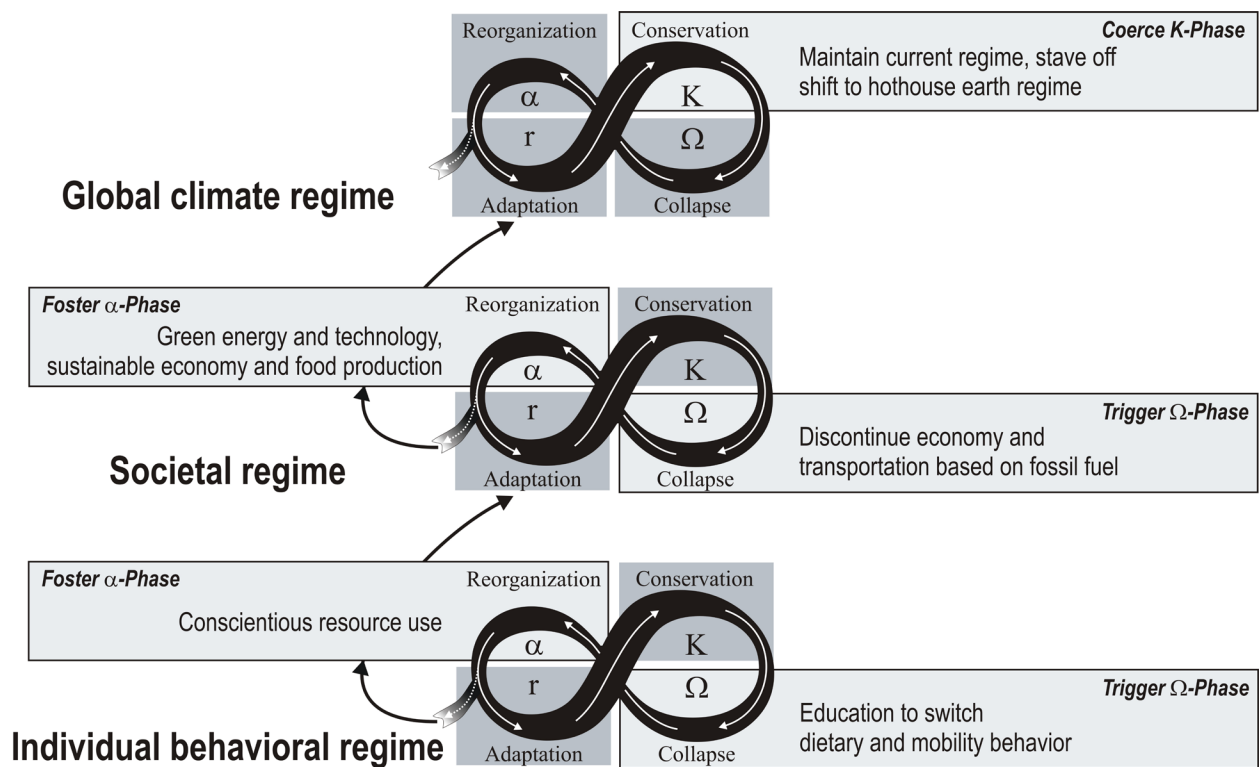 Reorganization
Conservation
Coerce K-Phase
Maintain current regime, stave off
shift to hothouse earth regime
α
K
r
Ω
Global climate regime
Adaptation
Collapse
Foster α-Phase
Reorganization
Conservation
Green energy and technology,
sustainable economy and food production
α
K
r
Ω
Trigger Ω-Phase
Discontinue economy and
transportation based on fossil fuel
Societal regime
Adaptation
Collapse
Foster α-Phase
Reorganization
Conservation
Conscientious resource use
α
K
r
Ω
Trigger Ω-Phase
Education to switch
dietary and mobility behavior
Individual behavioral regime
Adaptation
Collapse